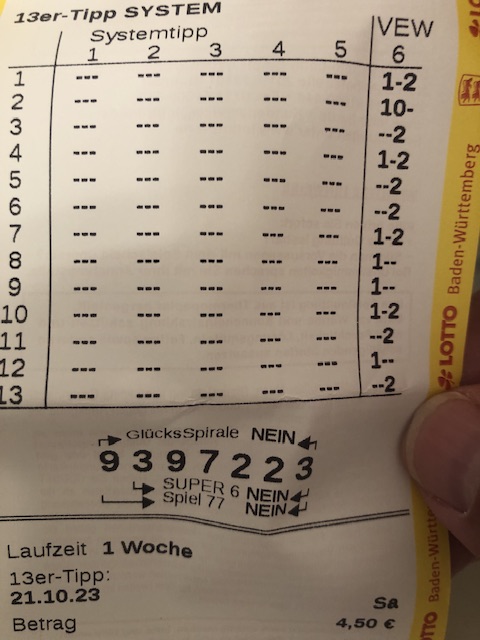 13er-Tipp SYSTEM
Systemtipp VEW
1 2 3 4 5 6
1 --- --- --- --- --- 1-2
2 --- --- --- --- --- 10-
3 --- --- --- --- --- --2
4 --- --- --- --- --- 1-2
5 --- --- --- --- --- --2
6 --- --- --- --- --- --2
7 --- --- --- --- --- 1-2
8 --- --- --- --- --- 1--
9 --- --- --- --- --- 1--
10 --- --- --- --- --- 1-2
11 --- --- --- --- --- --2
12 --- --- --- --- --- 1--
13 --- --- --- --- --- --2
GlücksSpirale NEIN
9397223
SUPER 6 NEIN
Spiel 77 NEIN
Laufzeit 1 Woche
13er-Tipp:
21.10.23 Sa
Betrag 4,50 €
LOTTO Baden-Württemberg
TTO Baden-Württe